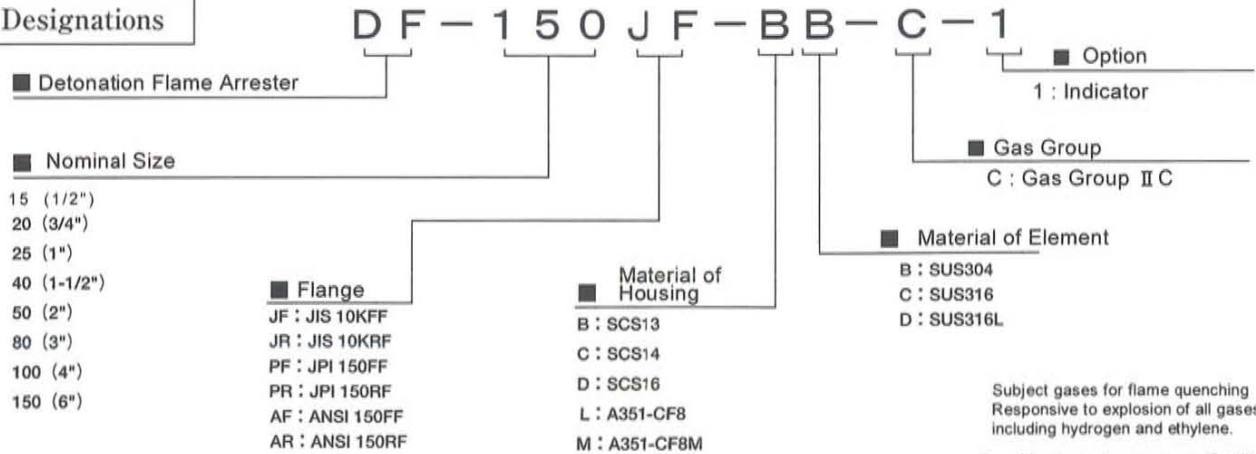 Designations
DF-150JF-BB-C-1
■ Detonation Flame Arrester
■ Option
1 : Indicator
■ Nominal Size
15 (1/2")
20 (3/4")
25 (1")
40 (1-1/2")
50 (2")
80 (3")
100 (4")
150 (6")
■ Flange
JF : JIS 10KFF
JR : JIS 10KRF
PF : JPI 150FF
PR : JPI 150RF
AF : ANSI 150FF
AR : ANSI 150RF
■ Material of
Housing
B : SCS13
C : SCS14
D : SCS16
L : A351-CF8
M : A351-CF8M
■ Gas Group
C : Gas Group ⅡC
■ Material of Element
B : SUS304
C : SUS316
D : SUS316L
Subject gases for flame quenching
Responsive to explosion of all gases
including hydrogen and ethylene.